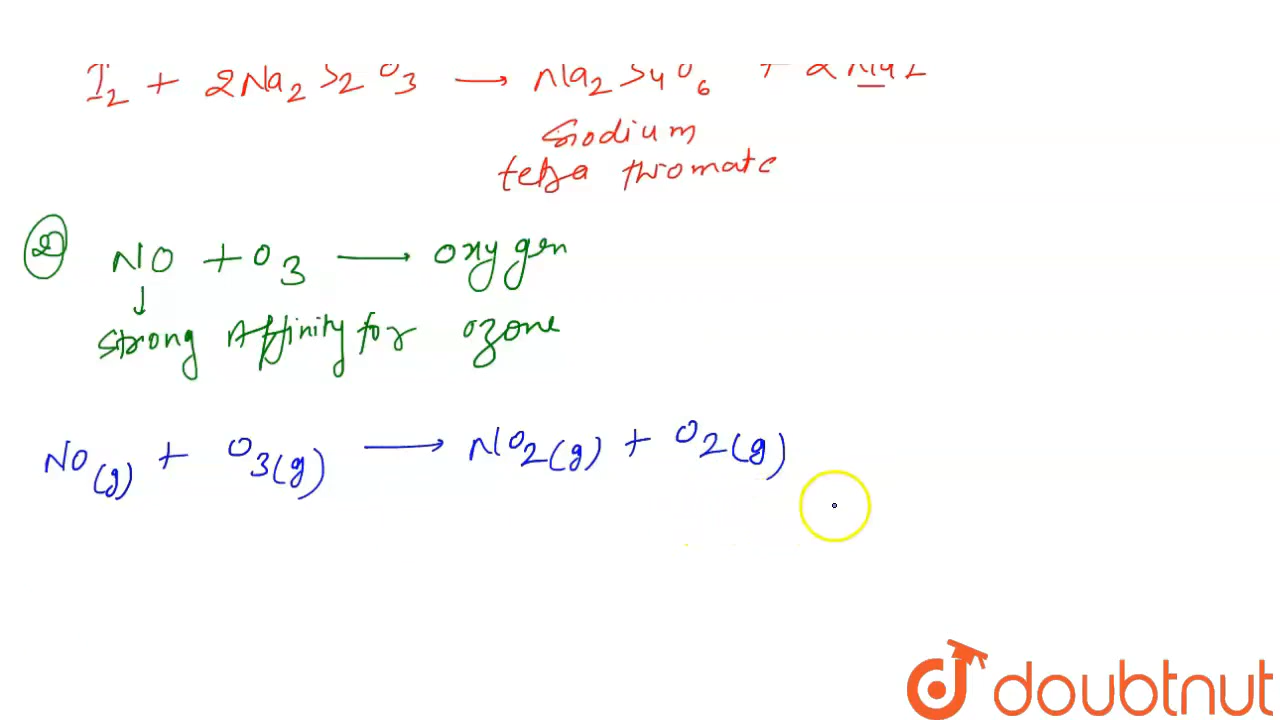 I2 + 2Na2S2O3 → Na2S4O6 + 2NaI
Sodium
tetra thionate
② NO + O3 → Oxygen
↓
Strong Affinity for ozone
NO(g) + O3(g) → NO2(g) + O2(g)
doubtnut